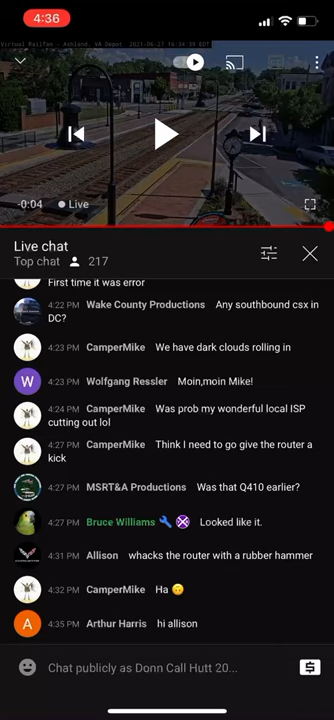 4:36
Virtual Railfan - Ashland, VA Depot 2021-06-27 16:34:35 EDT
-0:04 Live
Live chat
Top chat 217
First time it was error
4:22 PM Wake County Productions Any southbound csx in
DC?
4:23 PM CamperMike We have dark clouds rolling in
W 4:23 PM Wolfgang Ressler Moin,moin Mike!
4:24 PM CamperMike Was prob my wonderful local ISP
cutting out lol
4:27 PM CamperMike Think I need to go give the router a
kick
4:27 PM MSRT&A Productions Was that Q410 earlier?
4:27 PM Bruce Williams Looked like it.
4:31 PM Allison whacks the router with a rubber hammer
4:32 PM CamperMike Ha 🙃
A 4:35 PM Arthur Harris hi allison
Chat publicly as Donn Call Hutt 20... $